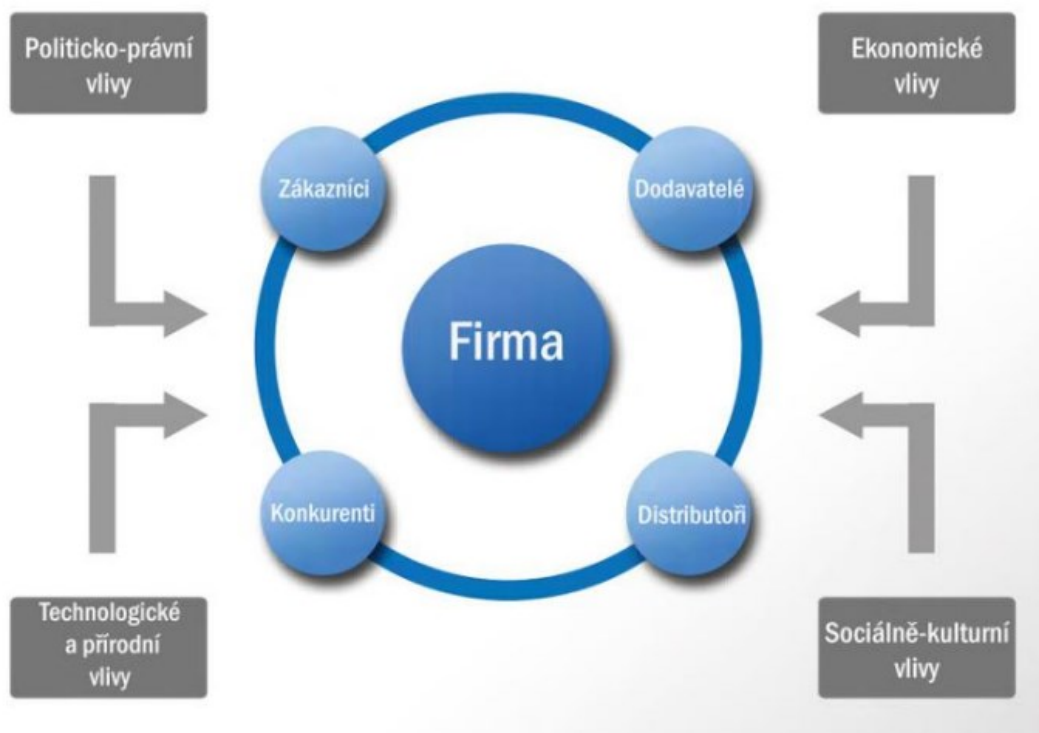 Politicko-právní
vlivy
Ekonomické
vlivy
Zákazníci
Dodavatelé
Firma
Konkurenti
Distributoři
Technologické
a přírodní
vlivy
Sociálně-kulturní
vlivy